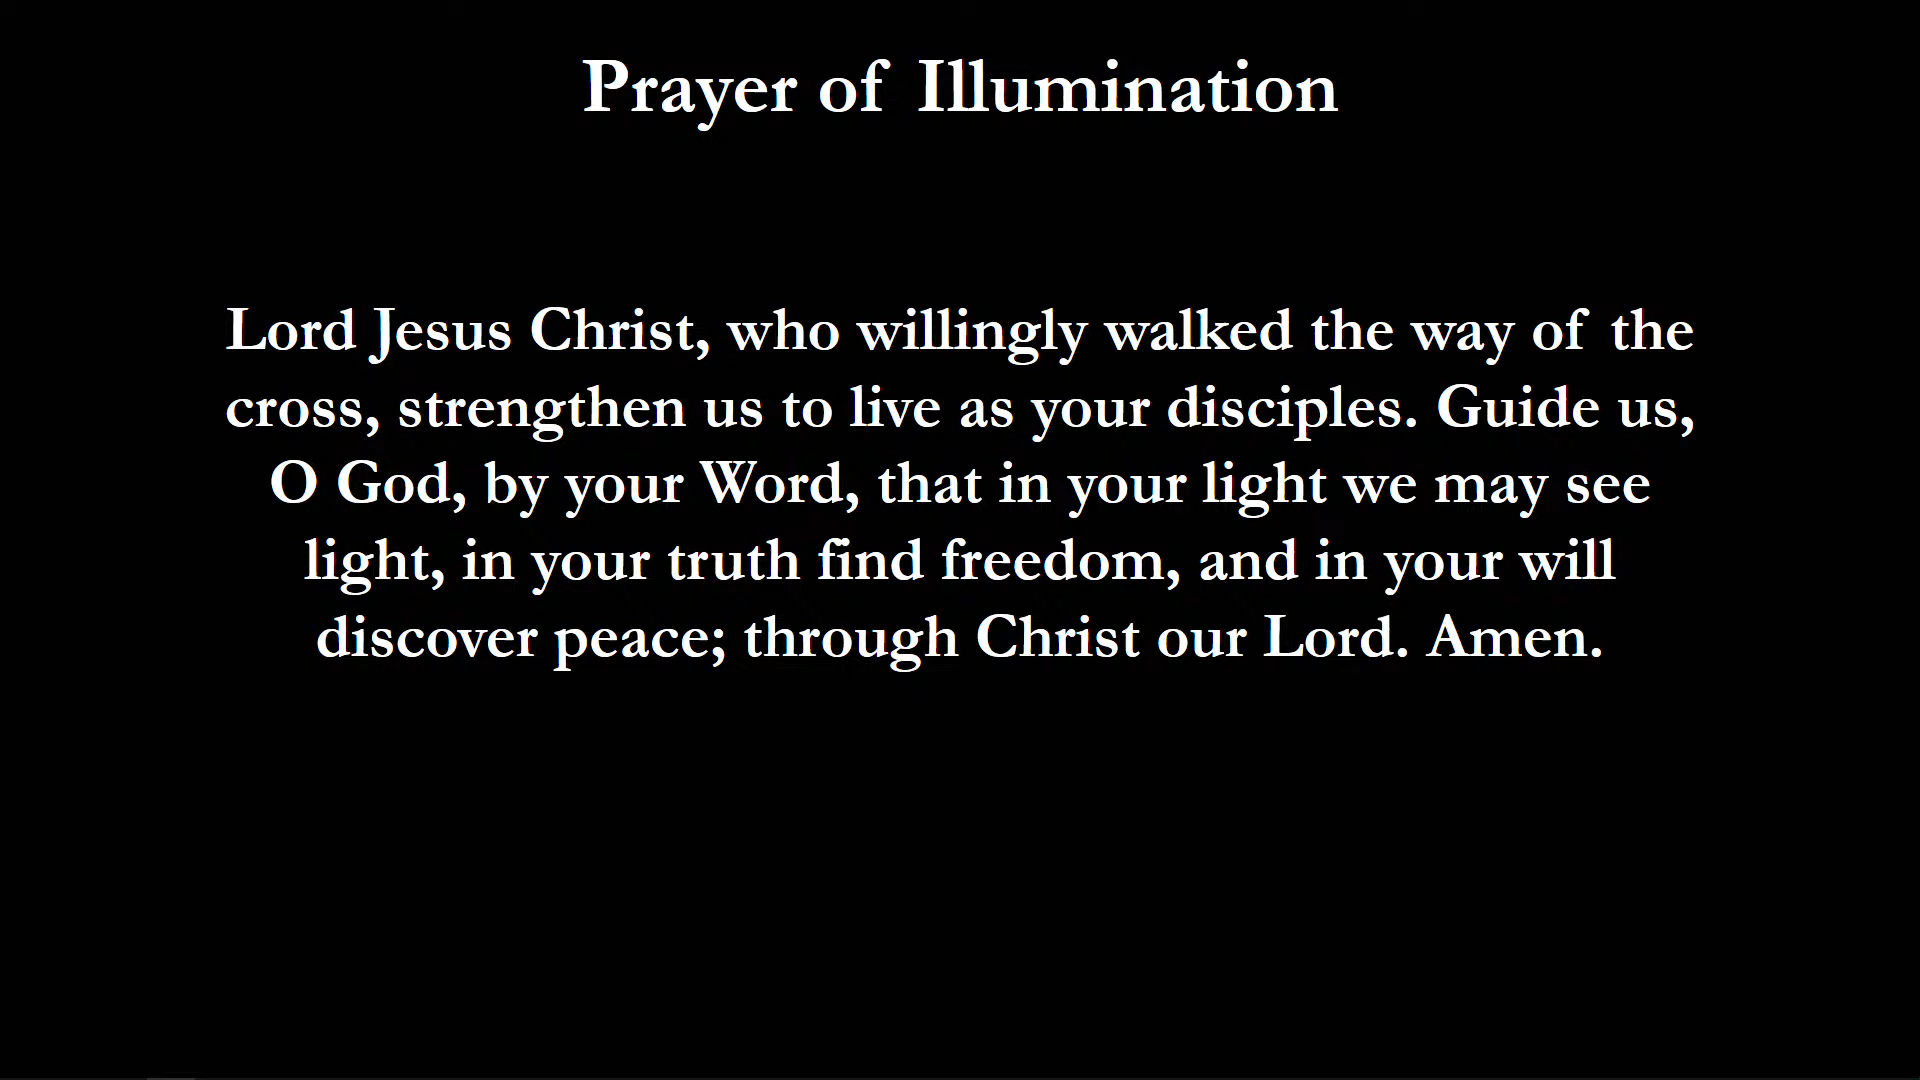 Prayer of Illumination
Lord Jesus Christ, who willingly walked the way of the
cross, strengthen us to live as your disciples. Guide us,
O God, by your Word, that in your light we may see
light, in your truth find freedom, and in your will
discover peace; through Christ our Lord. Amen.